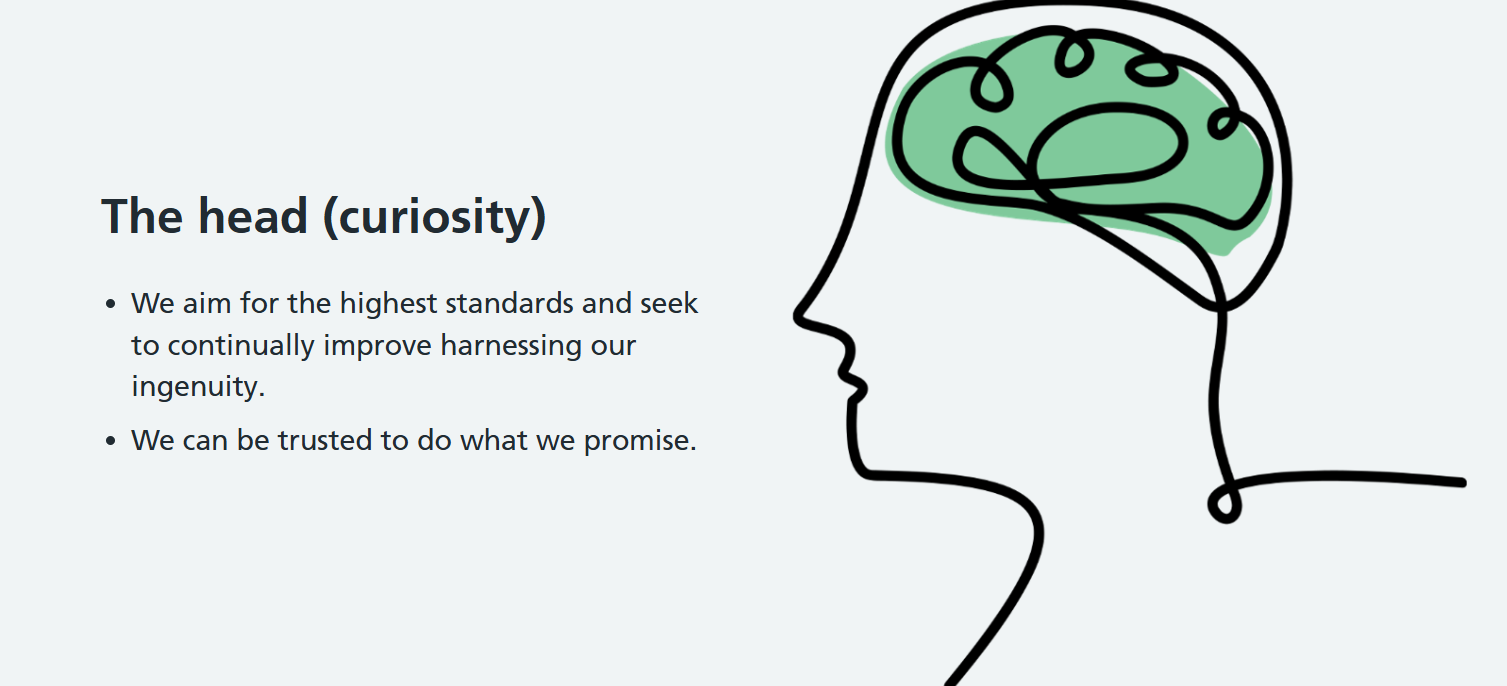 The head (curiosity)
• We aim for the highest standards and seek
to continually improve harnessing our
ingenuity.
• We can be trusted to do what we promise.